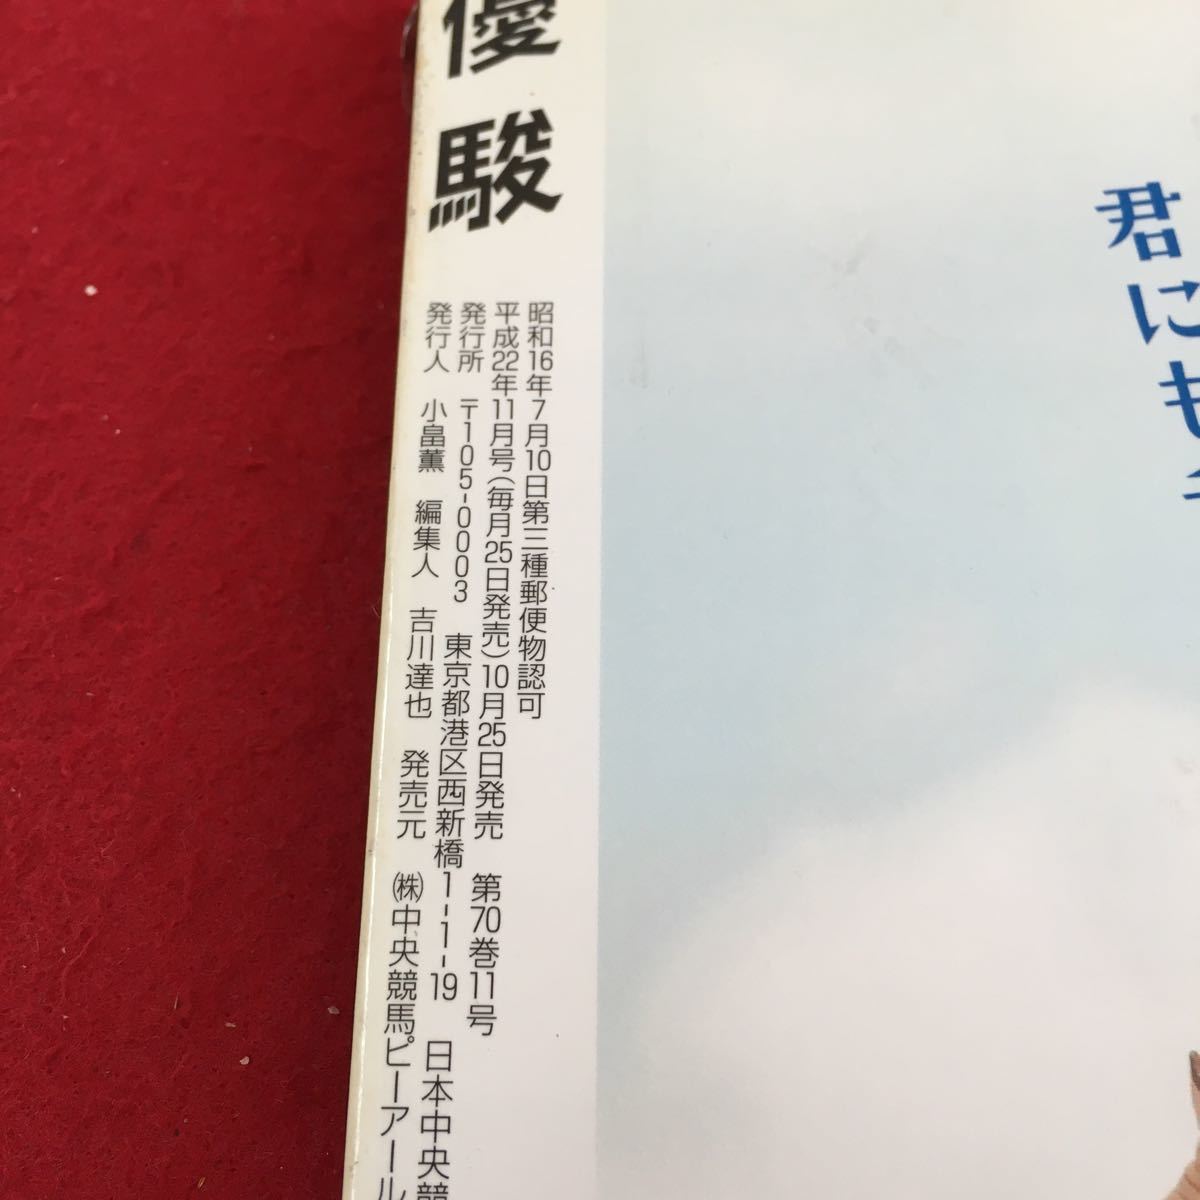 優駿
昭和16年7月10日第三種郵便物認可
平成22年11月号(毎月25日発売)10月25日発売 第70巻11号
発行所 〒105-0003 東京都港区西新橋1-1-19 日本中央競
発行人 小畠薫 編集人 吉川達也 発売元 ㈱中央競馬ピーアール
君にも